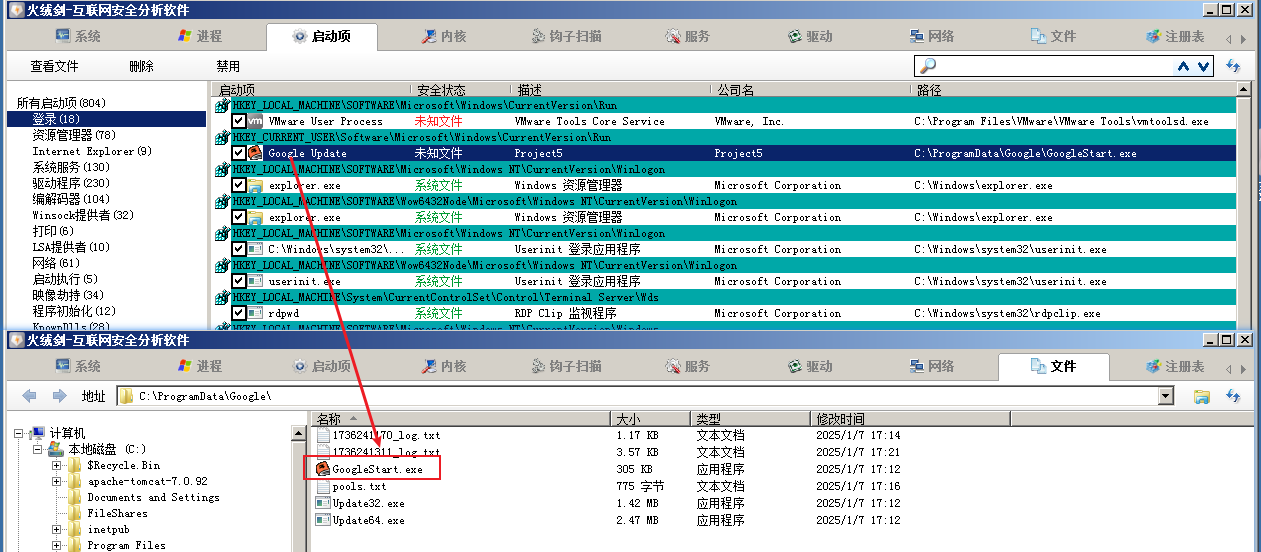 火绒剑-互联网安全分析软件
系统 进程 启动项 内核 钩子扫描 服务 驱动 网络 文件 注册表
查看文件 删除 禁用
启动项 安全状态 描述 公司名 路径
所有启动项(804)
登录(18)
资源管理器(78)
Internet Explorer(9)
系统服务(130)
驱动程序(230)
编解码器(104)
Winsock提供者(32)
打印(6)
LSA提供者(10)
网络(61)
启动执行(5)
映像劫持(34)
程序初始化(12)
KnownDlls(28)
HKEY_LOCAL_MACHINE\SOFTWARE\Microsoft\Windows\CurrentVersion\Run
VMware User Process 未知文件 VMware Tools Core Service VMware, Inc. C:\Program Files\VMware\VMware Tools\vmtoolsd.exe
HKEY_CURRENT_USER\Software\Microsoft\Windows\CurrentVersion\Run
Google Update 未知文件 Project5 Project5 C:\ProgramData\Google\GoogleStart.exe
HKEY_LOCAL_MACHINE\SOFTWARE\Microsoft\Windows NT\CurrentVersion\Winlogon
explorer.exe 系统文件 Windows 资源管理器 Microsoft Corporation C:\Windows\explorer.exe
HKEY_LOCAL_MACHINE\SOFTWARE\Wow6432Node\Microsoft\Windows NT\CurrentVersion\Winlogon
explorer.exe 系统文件 Windows 资源管理器 Microsoft Corporation C:\Windows\explorer.exe
HKEY_LOCAL_MACHINE\SOFTWARE\Microsoft\Windows NT\CurrentVersion\Winlogon
C:\Windows\system32\... 系统文件 Userinit 登录应用程序 Microsoft Corporation C:\Windows\system32\userinit.exe
HKEY_LOCAL_MACHINE\SOFTWARE\Wow6432Node\Microsoft\Windows NT\CurrentVersion\Winlogon
userinit.exe 系统文件 Userinit 登录应用程序 Microsoft Corporation C:\Windows\system32\userinit.exe
HKEY_LOCAL_MACHINE\System\CurrentControlSet\Control\Terminal Server\Wds
rdpwd 系统文件 RDP Clip 监视程序 Microsoft Corporation C:\Windows\system32\rdpclip.exe
HKEY_LOCAL_MACHINE\SOFTWARE\Microsoft\Windows NT\CurrentVersion\Windows
火绒剑-互联网安全分析软件
系统 进程 启动项 内核 钩子扫描 服务 驱动 网络 文件 注册表
地址 C:\ProgramData\Google\
计算机
本地磁盘 (C:)
$Recycle.Bin
apache-tomcat-7.0.92
Documents and Settings
FileShares
inetpub
Program Files
名称 大小 类型 修改时间
1736241170_log.txt 1.17 KB 文本文档 2025/1/7 17:14
1736241311_log.txt 3.57 KB 文本文档 2025/1/7 17:21
GoogleStart.exe 305 KB 应用程序 2025/1/7 17:12
pools.txt 775 字节 文本文档 2025/1/7 17:16
Update32.exe 1.42 MB 应用程序 2025/1/7 17:12
Update64.exe 2.47 MB 应用程序 2025/1/7 17:12